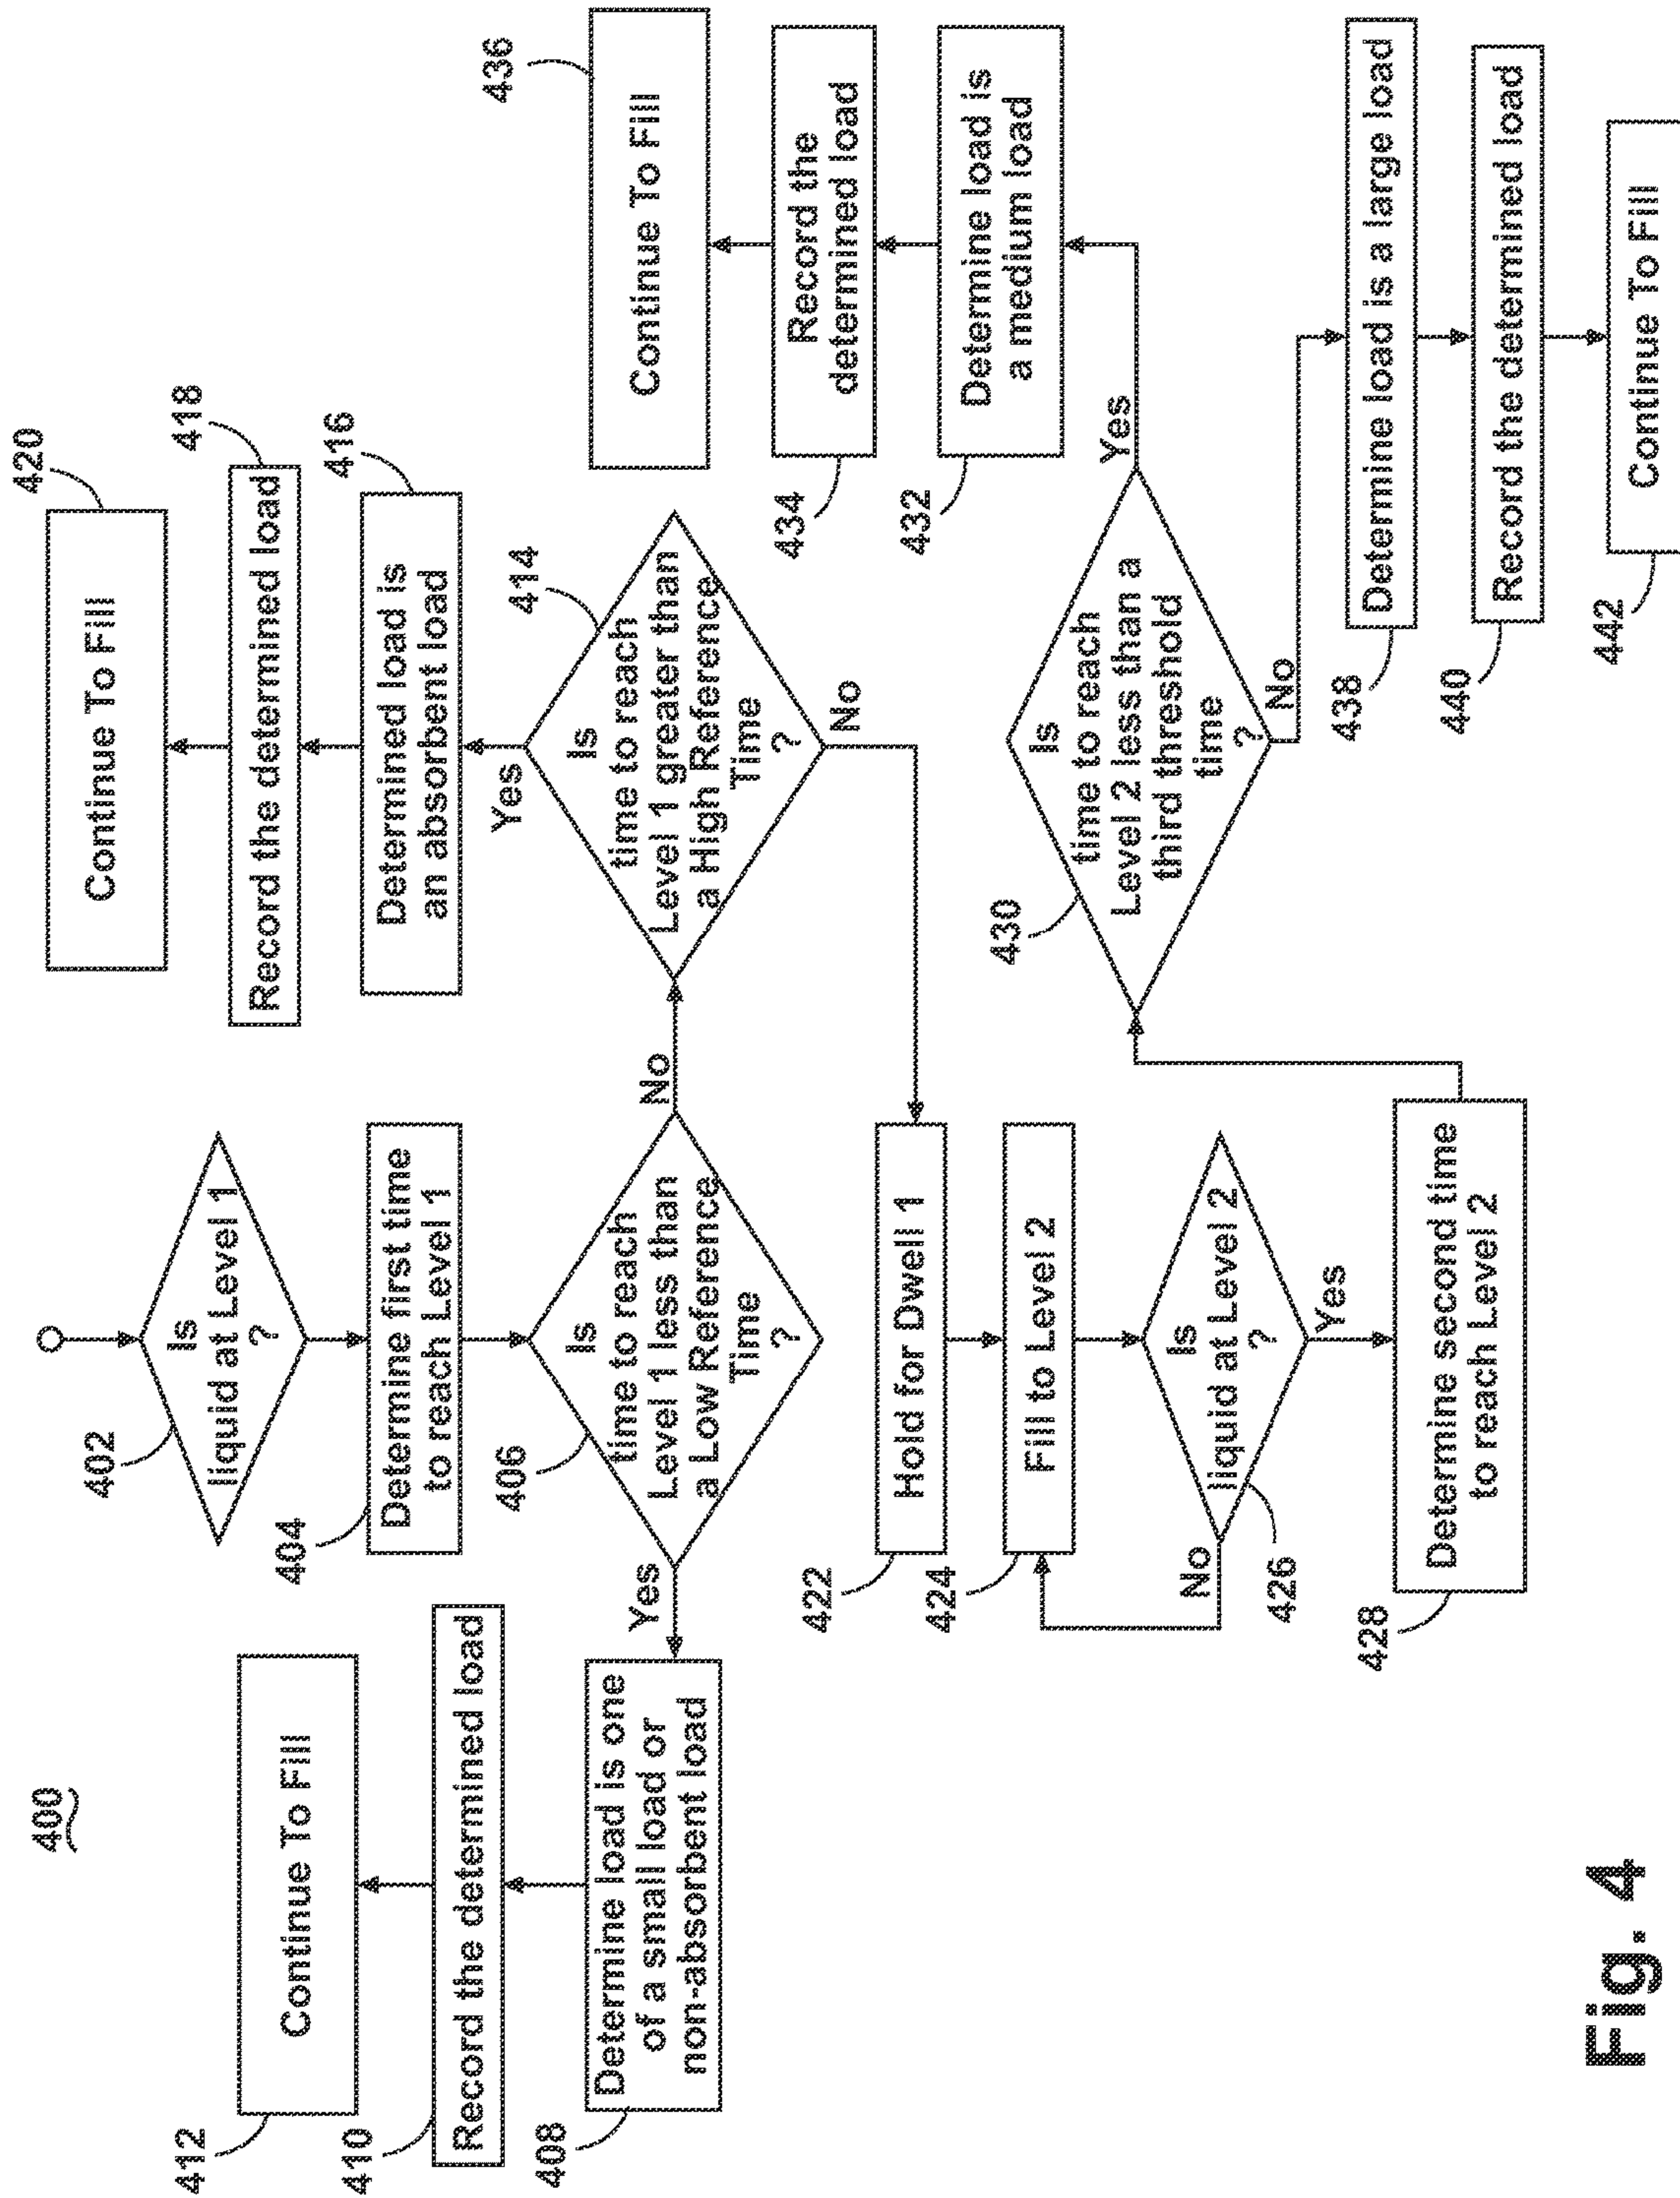 400
402
Is
liquid at Level 1
?
404
Determine first time
to reach Level 1
406
Is
time to reach
Level 1 less than
a Low Reference
Time
?
Yes
No
408
Determine load is one
of a small load or
non-absorbent load
410
Record the determined load
412
Continue To Fill
414
Is
time to reach
Level 1 greater than
a High Reference
Time
?
Yes
No
416
Determined load is
an absorbent load
418
Record the determined load
420
Continue To Fill
422
Hold for Dwell 1
424
Fill to Level 2
426
Is
liquid at Level 2
?
No
Yes
428
Determine second time
to reach Level 2
430
Is
time to reach
Level 2 less than a
third threshold
time
?
Yes
No
432
Determine load is
a medium load
434
Record the
determined load
436
Continue To Fill
438
Determine load is a large load
440
Record the determined load
442
Continue To Fill
Fig. 4